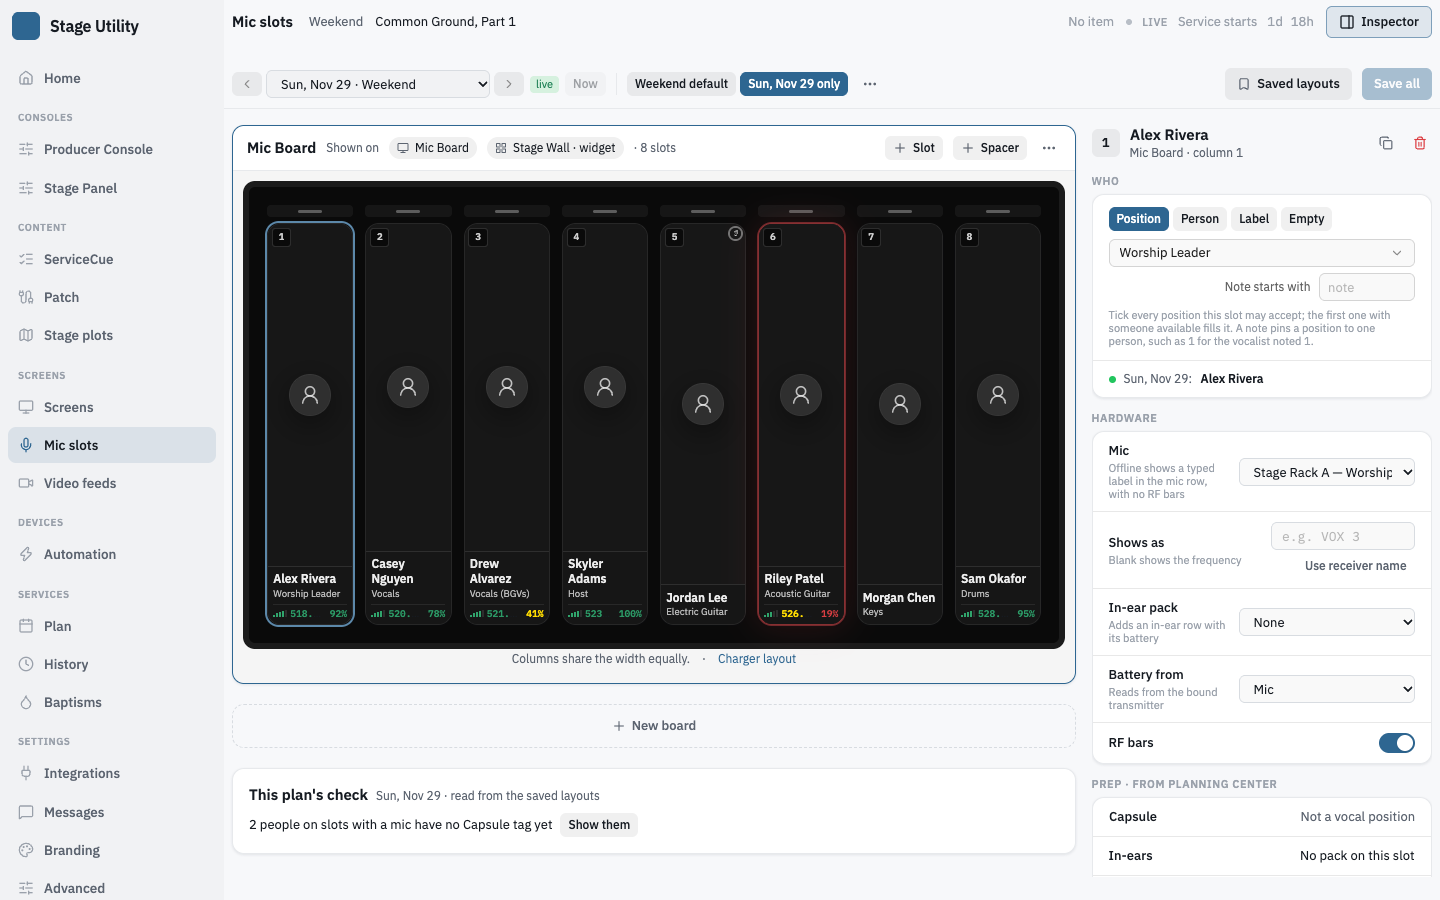 Stage Utility
Home
CONSOLES
Producer Console
Stage Panel
CONTENT
ServiceCue
Patch
Stage plots
SCREENS
Screens
Mic slots
Video feeds
DEVICES
Automation
SERVICES
Plan
History
Baptisms
SETTINGS
Integrations
Messages
Branding
Advanced
Mic slots Weekend Common Ground, Part 1
No item LIVE Service starts 1d 18h Inspector
Sun, Nov 29 · Weekend live Now Weekend default Sun, Nov 29 only Saved layouts Save all
Mic Board Shown on Mic Board Stage Wall · widget · 8 slots Slot Spacer
1 2 3 4 5 6 7 8
Alex Rivera
Worship Leader
518. 92%
Casey
Nguyen
Vocals
520. 78%
Drew
Alvarez
Vocals (BGVs)
521. 41%
Skyler
Adams
Host
523 100%
Jordan Lee
Electric Guitar
Riley Patel
Acoustic Guitar
526. 19%
Morgan Chen
Keys
Sam Okafor
Drums
528. 95%
Columns share the width equally. · Charger layout
New board
This plan's check Sun, Nov 29 · read from the saved layouts
2 people on slots with a mic have no Capsule tag yet Show them
1 Alex Rivera
Mic Board · column 1
WHO
Position Person Label Empty
Worship Leader
Note starts with note
Tick every position this slot may accept; the first one with
someone available fills it. A note pins a position to one
person, such as 1 for the vocalist noted 1.
Sun, Nov 29: Alex Rivera
HARDWARE
Mic
Offline shows a typed
label in the mic row,
with no RF bars
Stage Rack A — Worship
Shows as
Blank shows the frequency
e.g. VOX 3
Use receiver name
In-ear pack
Adds an in-ear row with
its battery
None
Battery from
Reads from the bound
transmitter
Mic
RF bars
PREP · FROM PLANNING CENTER
Capsule Not a vocal position
In-ears No pack on this slot